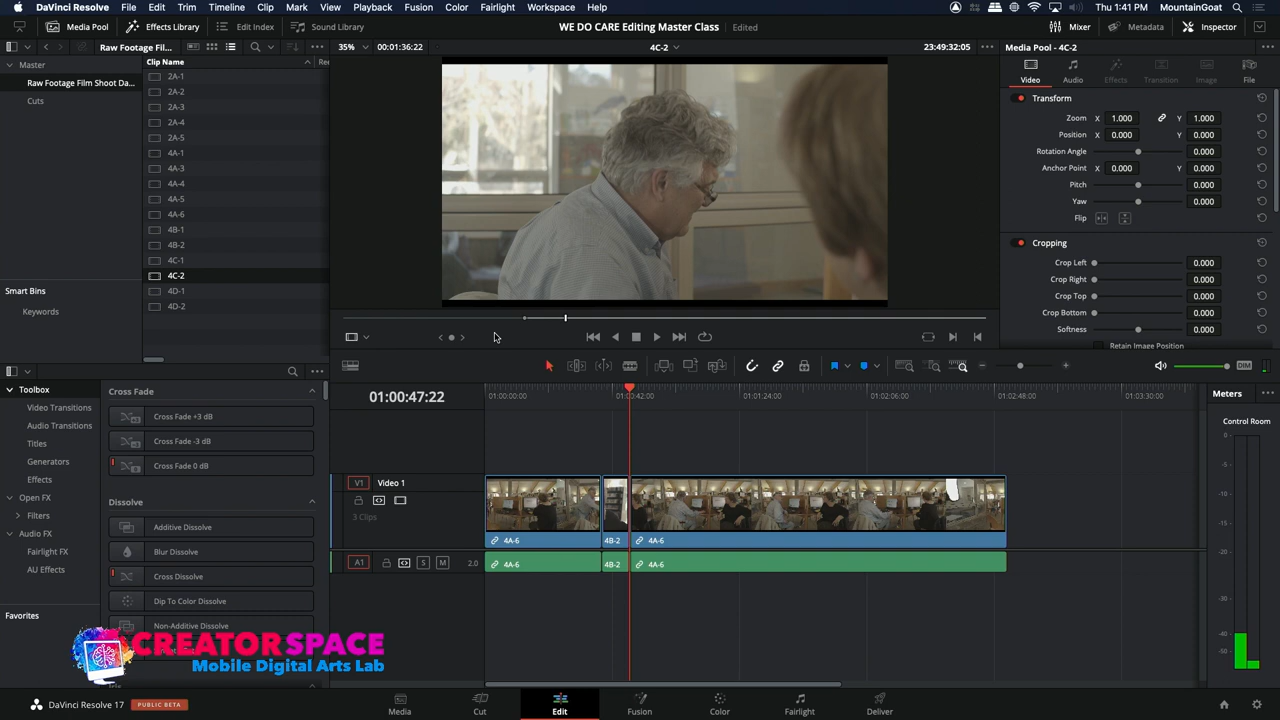 DaVinci Resolve File Edit Trim Timeline Clip Mark View Playback Fusion Color Fairlight Workspace Help Thu 1:41 PM MountainGoat
Media Pool Effects Library Edit Index Sound Library WE DO CARE Editing Master Class Edited Mixer Metadata Inspector
Raw Footage Fil... 35% 00:01:36:22 4C-2 23:49:32:05 Media Pool - 4C-2
Master
Raw Footage Film Shoot Da...
Cuts
Smart Bins
Keywords
Clip Name
2A-1
2A-2
2A-3
2A-4
2A-5
4A-1
4A-3
4A-4
4A-5
4A-6
4B-1
4B-2
4C-1
4C-2
4D-1
4D-2
Video Audio Effects Transition Image File
Transform
Zoom X 1.000 Y 1.000
Position X 0.000 Y 0.000
Rotation Angle 0.000
Anchor Point X 0.000 Y 0.000
Pitch 0.000
Yaw 0.000
Flip
Cropping
Crop Left 0.000
Crop Right 0.000
Crop Top 0.000
Crop Bottom 0.000
Softness 0.000
Retain Image Position
Toolbox
Video Transitions
Audio Transitions
Titles
Generators
Effects
Open FX
Filters
Audio FX
Fairlight FX
AU Effects
Favorites
Cross Fade
Cross Fade +3 dB
Cross Fade -3 dB
Cross Fade 0 dB
Dissolve
Additive Dissolve
Blur Dissolve
Cross Dissolve
Dip To Color Dissolve
Non-Additive Dissolve
DIM
01:00:47:22
01:00:00:00 01:00:42:00 01:01:24:00 01:02:06:00 01:02:48:00 01:03:30:00
V1 Video 1
3 Clips
4A-6 4B-2 4A-6
A1 S M 2.0
4A-6 4B-2 4A-6
Meters
Control Room
0
-5
-10
-15
-20
-30
-40
-50
CREATORSPACE
Mobile Digital Arts Lab
DaVinci Resolve 17 PUBLIC BETA
Media Cut Edit Fusion Color Fairlight Deliver